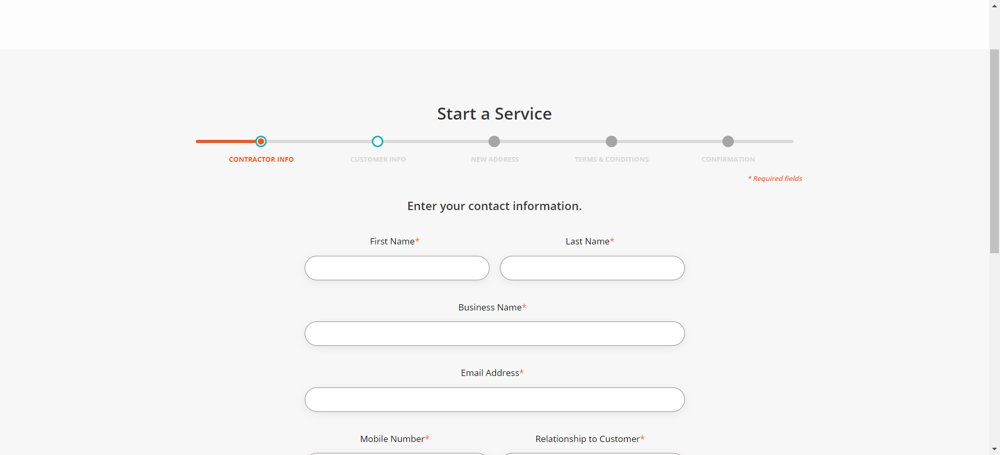 Start a Service
CONTRACTOR INFO CUSTOMER INFO NEW ADDRESS TERMS & CONDITIONS CONFIRMATION
* Required fields
Enter your contact information.
First Name* Last Name*
Business Name*
Email Address*
Mobile Number* Relationship to Customer*